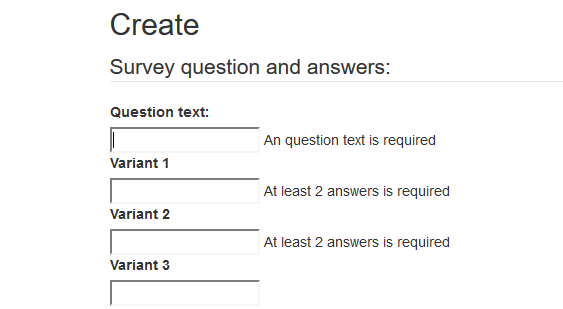 Create
Survey question and answers:
Question text:
An question text is required
Variant 1
At least 2 answers is required
Variant 2
At least 2 answers is required
Variant 3